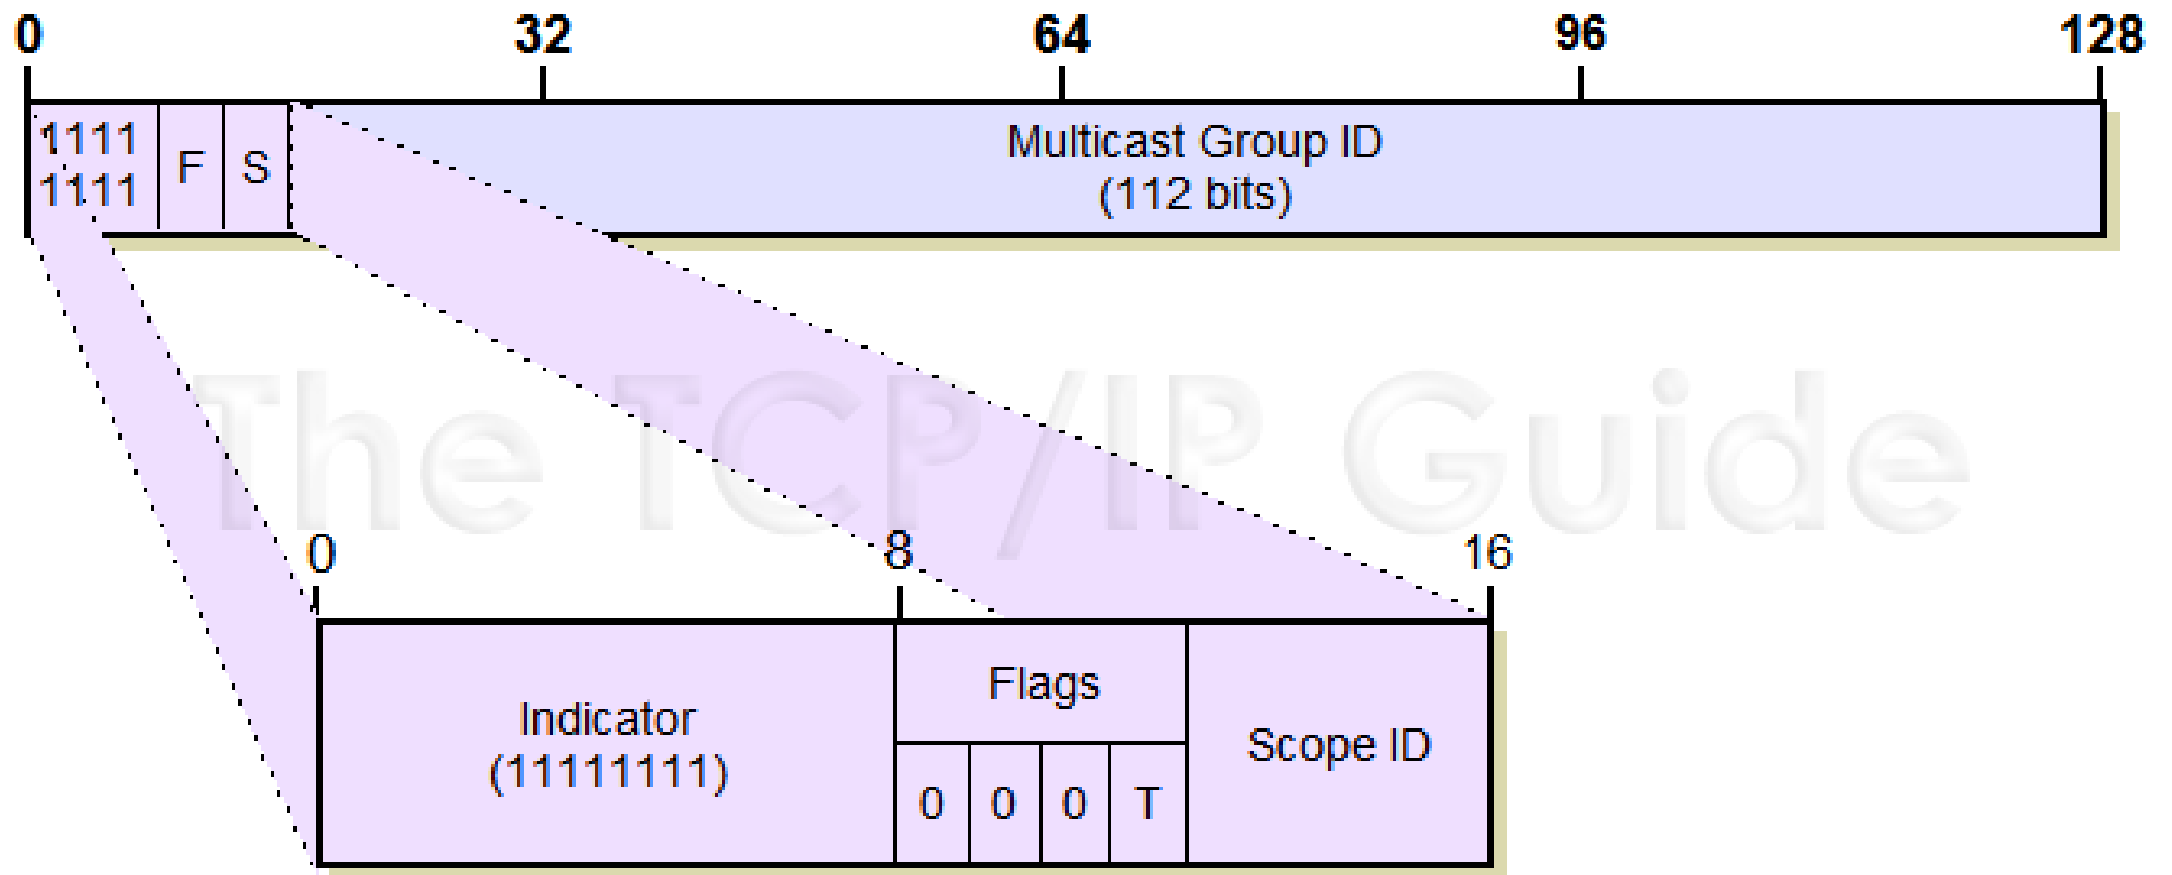 0 32 64 96 128
1111
1111
F
S
Multicast Group ID
(112 bits)
The TCP/IP Guide
0 8 16
Indicator
(11111111)
Flags
0 0 0 T
Scope ID